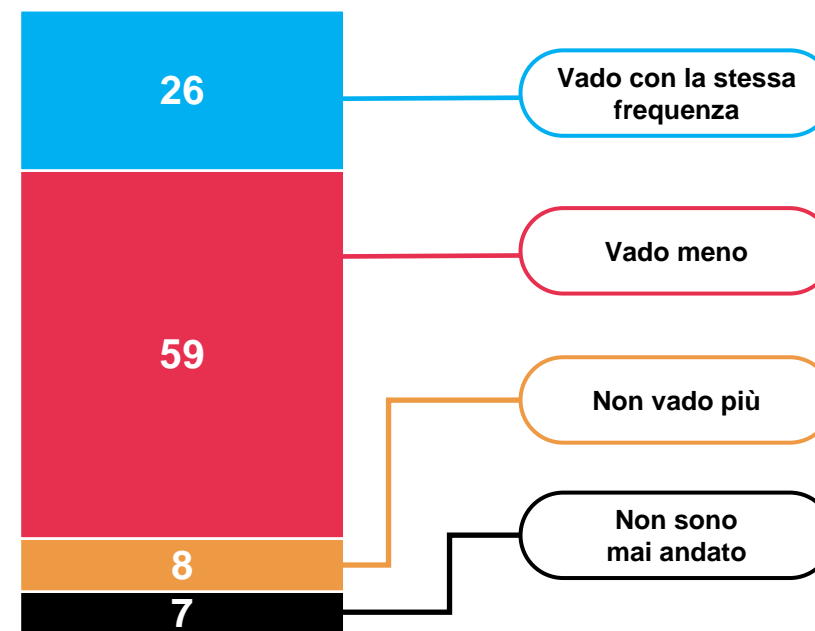 26
Vado con la stessa
frequenza
59
Vado meno
8
Non vado più
7
Non sono
mai andato